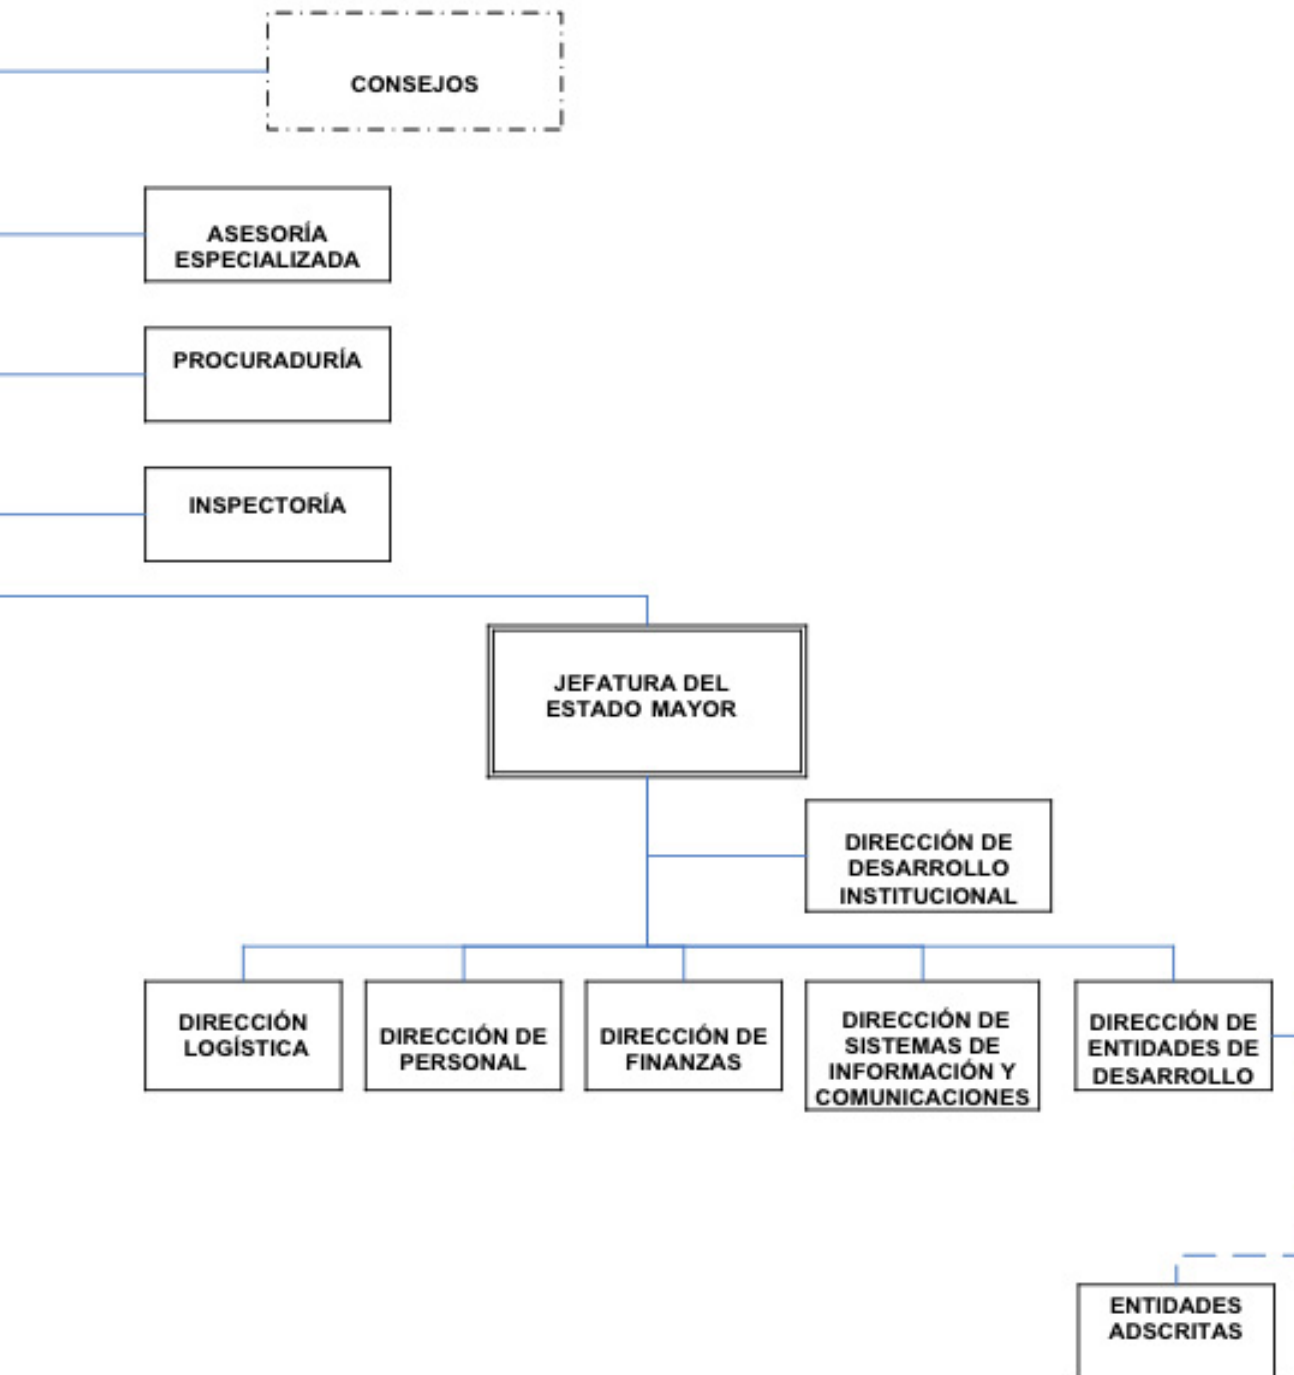 CONSEJOS
ASESORÍA
ESPECIALIZADA
PROCURADURÍA
INSPECTORÍA
JEFATURA DEL
ESTADO MAYOR
DIRECCIÓN DE
DESARROLLO
INSTITUCIONAL
DIRECCIÓN
LOGÍSTICA
DIRECCIÓN DE
PERSONAL
DIRECCIÓN DE
FINANZAS
DIRECCIÓN DE
SISTEMAS DE
INFORMACIÓN Y
COMUNICACIONES
DIRECCIÓN DE
ENTIDADES DE
DESARROLLO
ENTIDADES
ADSCRITAS